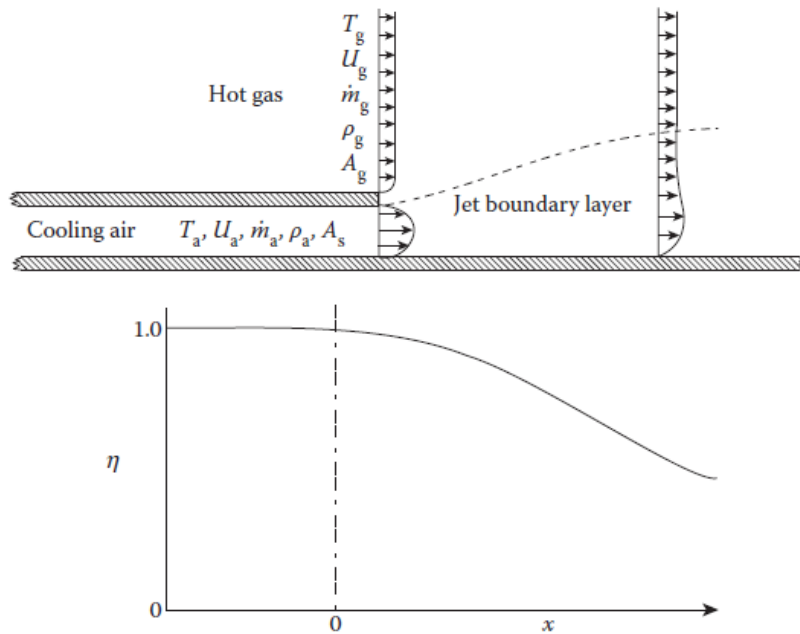 T_g
U_g
Hot gas
ṁ_g
ρ_g
A_g
Jet boundary layer
Cooling air T_a, U_a, ṁ_a, ρ_a, A_s
1.0
η
0
0
x